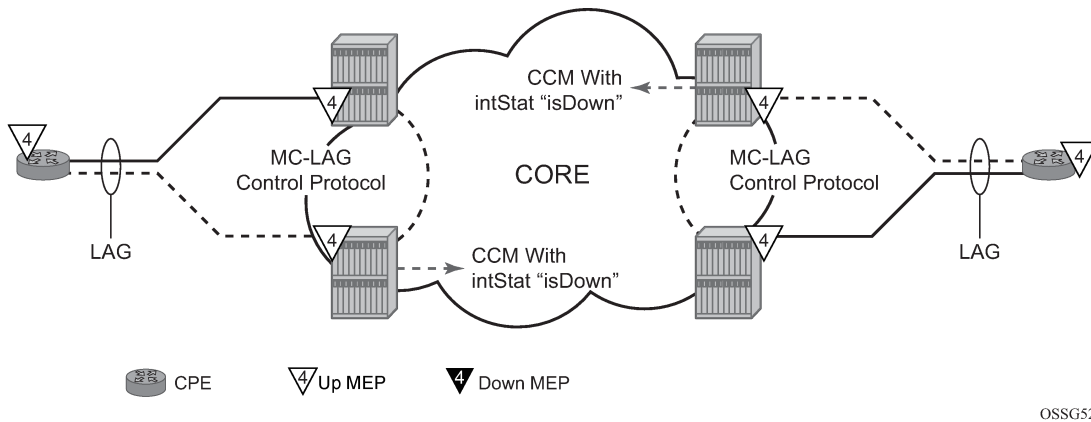 4
4
CCM With
intStat “isDown”
4
4
MC-LAG
Control Protocol
CORE
MC-LAG
Control Protocol
4
LAG
4
CCM With
intStat “isDown”
4
LAG
CPE
4 Up MEP
4 Down MEP
OSSG52